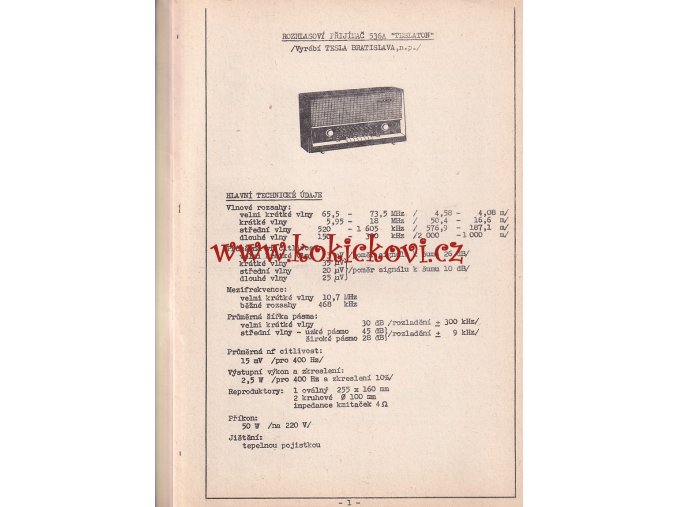 ROZHLASOVÝ PŘIJÍMAČ 536A "TESLATON"
/Vyrábí TESLA BRATISLAVA,n.p./
HLAVNÍ TECHNICKÉ ÚDAJE
Vlnové rozsahy:
velmi krátké vlny 65,5 - 73,5 MHz / 4,58 - 4,08 m/
krátké vlny 5,95 - 18 MHz / 50,4 - 16,6 m/
střední vlny 520 - 1 605 kHz / 576,9 - 187,1 m/
dlouhé vlny 150 - kHz /2 000 - 1 000 m/
www.kokickovi.cz
krátké vlny 35 µV
střední vlny 20 µV /poměr signálu k šumu 10 dB/
dlouhé vlny 25 µV
Mezifrekvence:
velmi krátké vlny 10,7 MHz
běžné rozsahy 468 kHz
Průměrná šířka pásma:
velmi krátké vlny 30 dB /rozladění ± 300 kHz/
střední vlny - uzké pásmo 45 dB /rozladění ± 9 kHz/
široké pásmo 28 dB
Průměrná nf citlivost:
15 mV /pro 400 Hz/
Výstupní výkon a zkreslení:
2,5 W /pro 400 Hz a zkreslení 10%/
Reproduktory: 1 oválný 255 x 160 mm
2 kruhové Ø 100 mm
impedance kmitaček 4 Ω
Příkon:
50 W /na 220 V/
Jištění:
tepelnou pojistkou
- 1 -